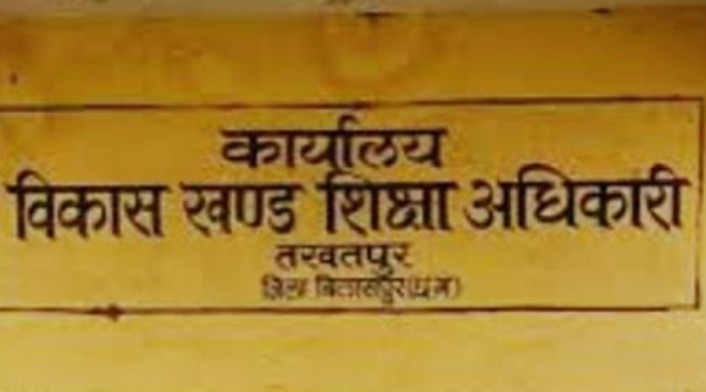 कार्यालय
विकास खण्ड शिक्षा अधिकारी
तखतपुर
जिला बिलासपुर(छ.ग)